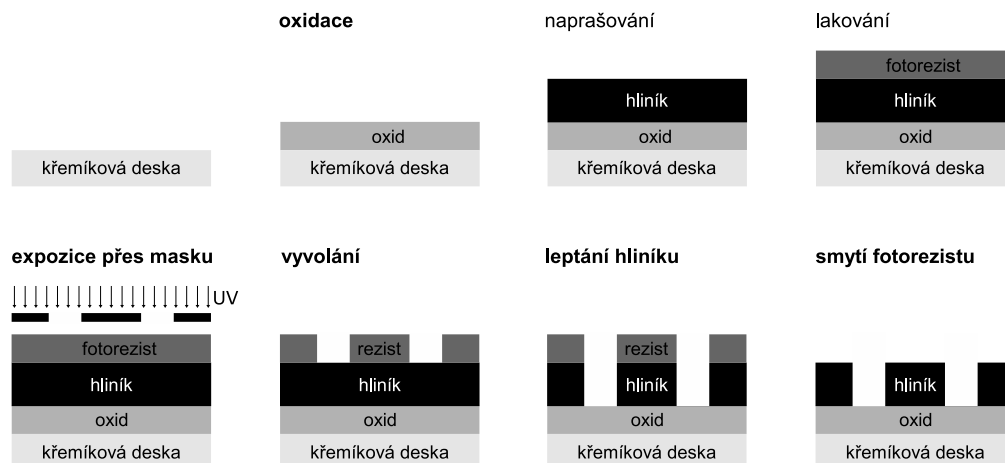 oxidace
naprašování
lakování
fotorezist
hliník
hliník
oxid
oxid
oxid
křemíková deska
křemíková deska
křemíková deska
křemíková deska
expozice přes masku
vyvolání
leptání hliníku
smytí fotorezistu
UV
fotorezist
rezist
rezist
hliník
hliník
hliník
hliník
oxid
oxid
oxid
oxid
křemíková deska
křemíková deska
křemíková deska
křemíková deska